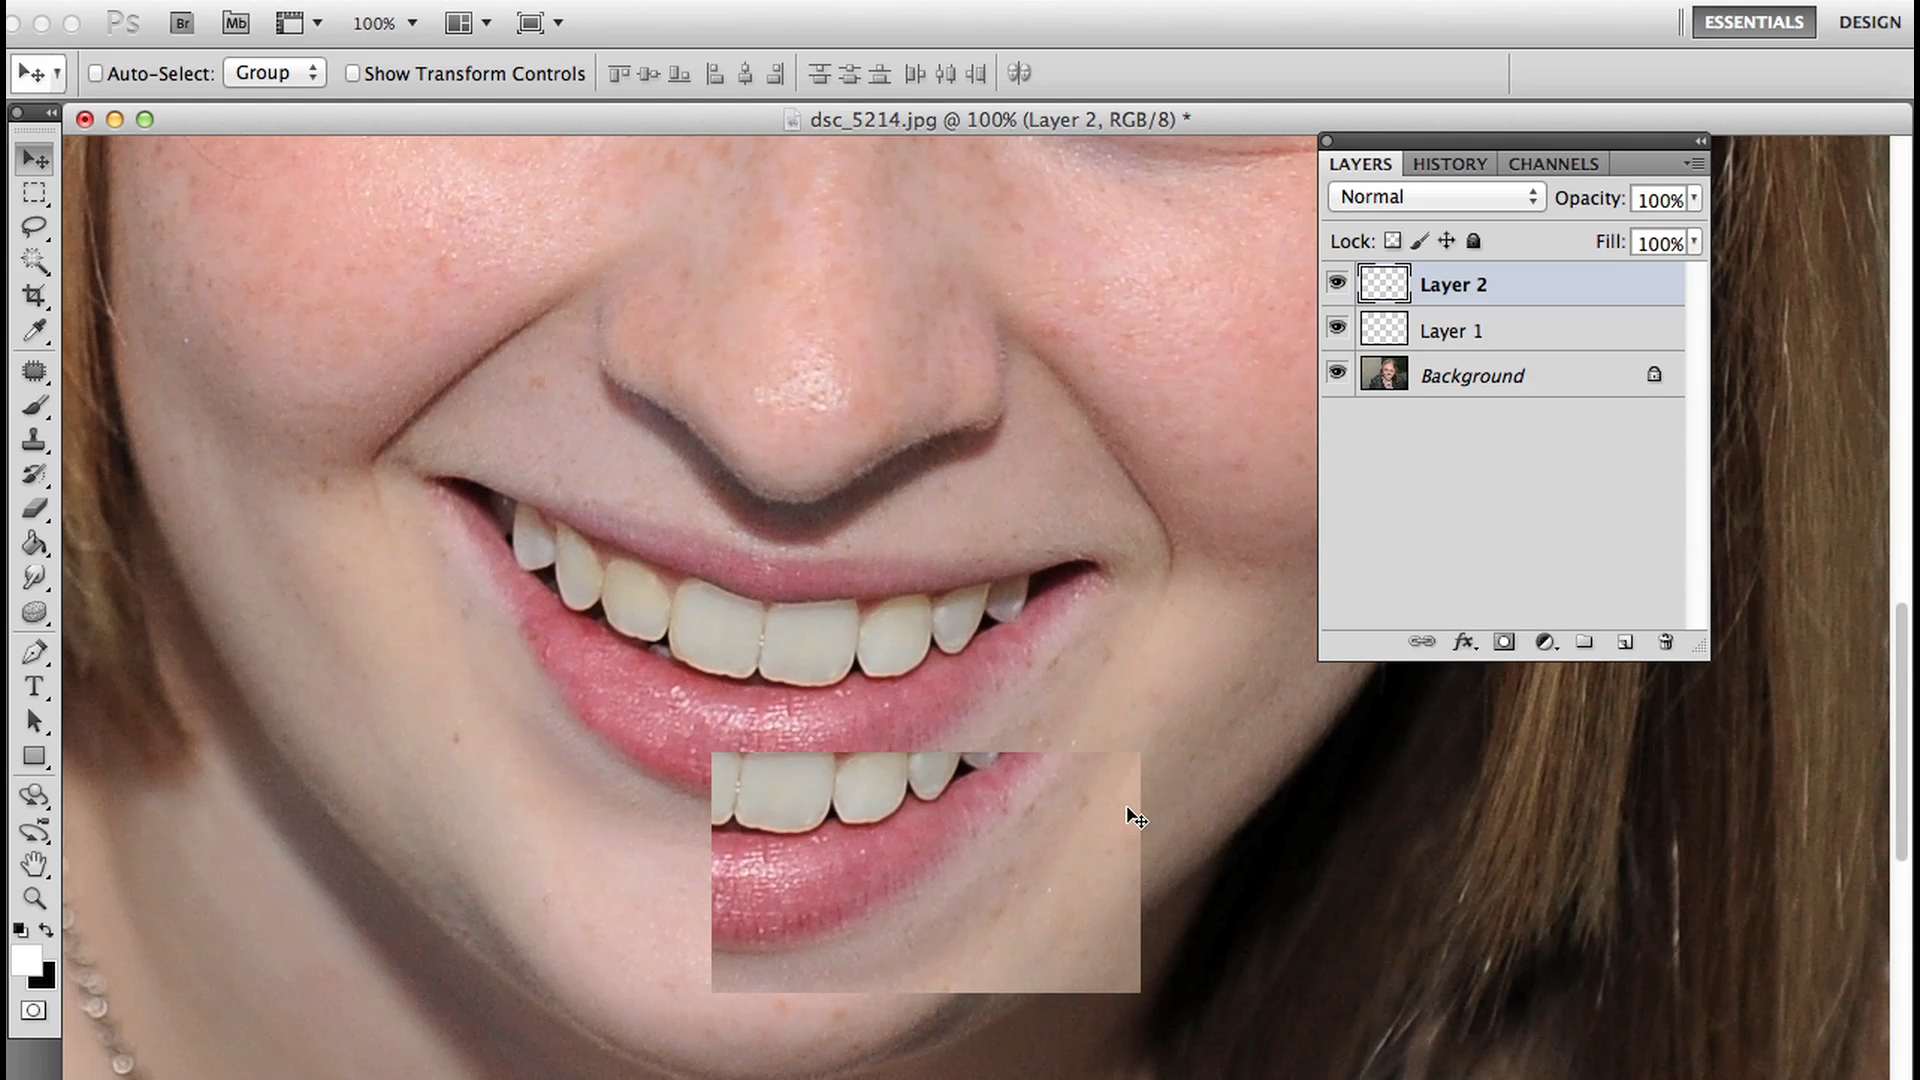 Ps Br Mb 100% ESSENTIALS DESIGN
Auto-Select: Group Show Transform Controls
dsc_5214.jpg @ 100% (Layer 2, RGB/8) *
LAYERS HISTORY CHANNELS
Normal Opacity: 100%
Lock: Fill: 100%
Layer 2
Layer 1
Background
fx
T